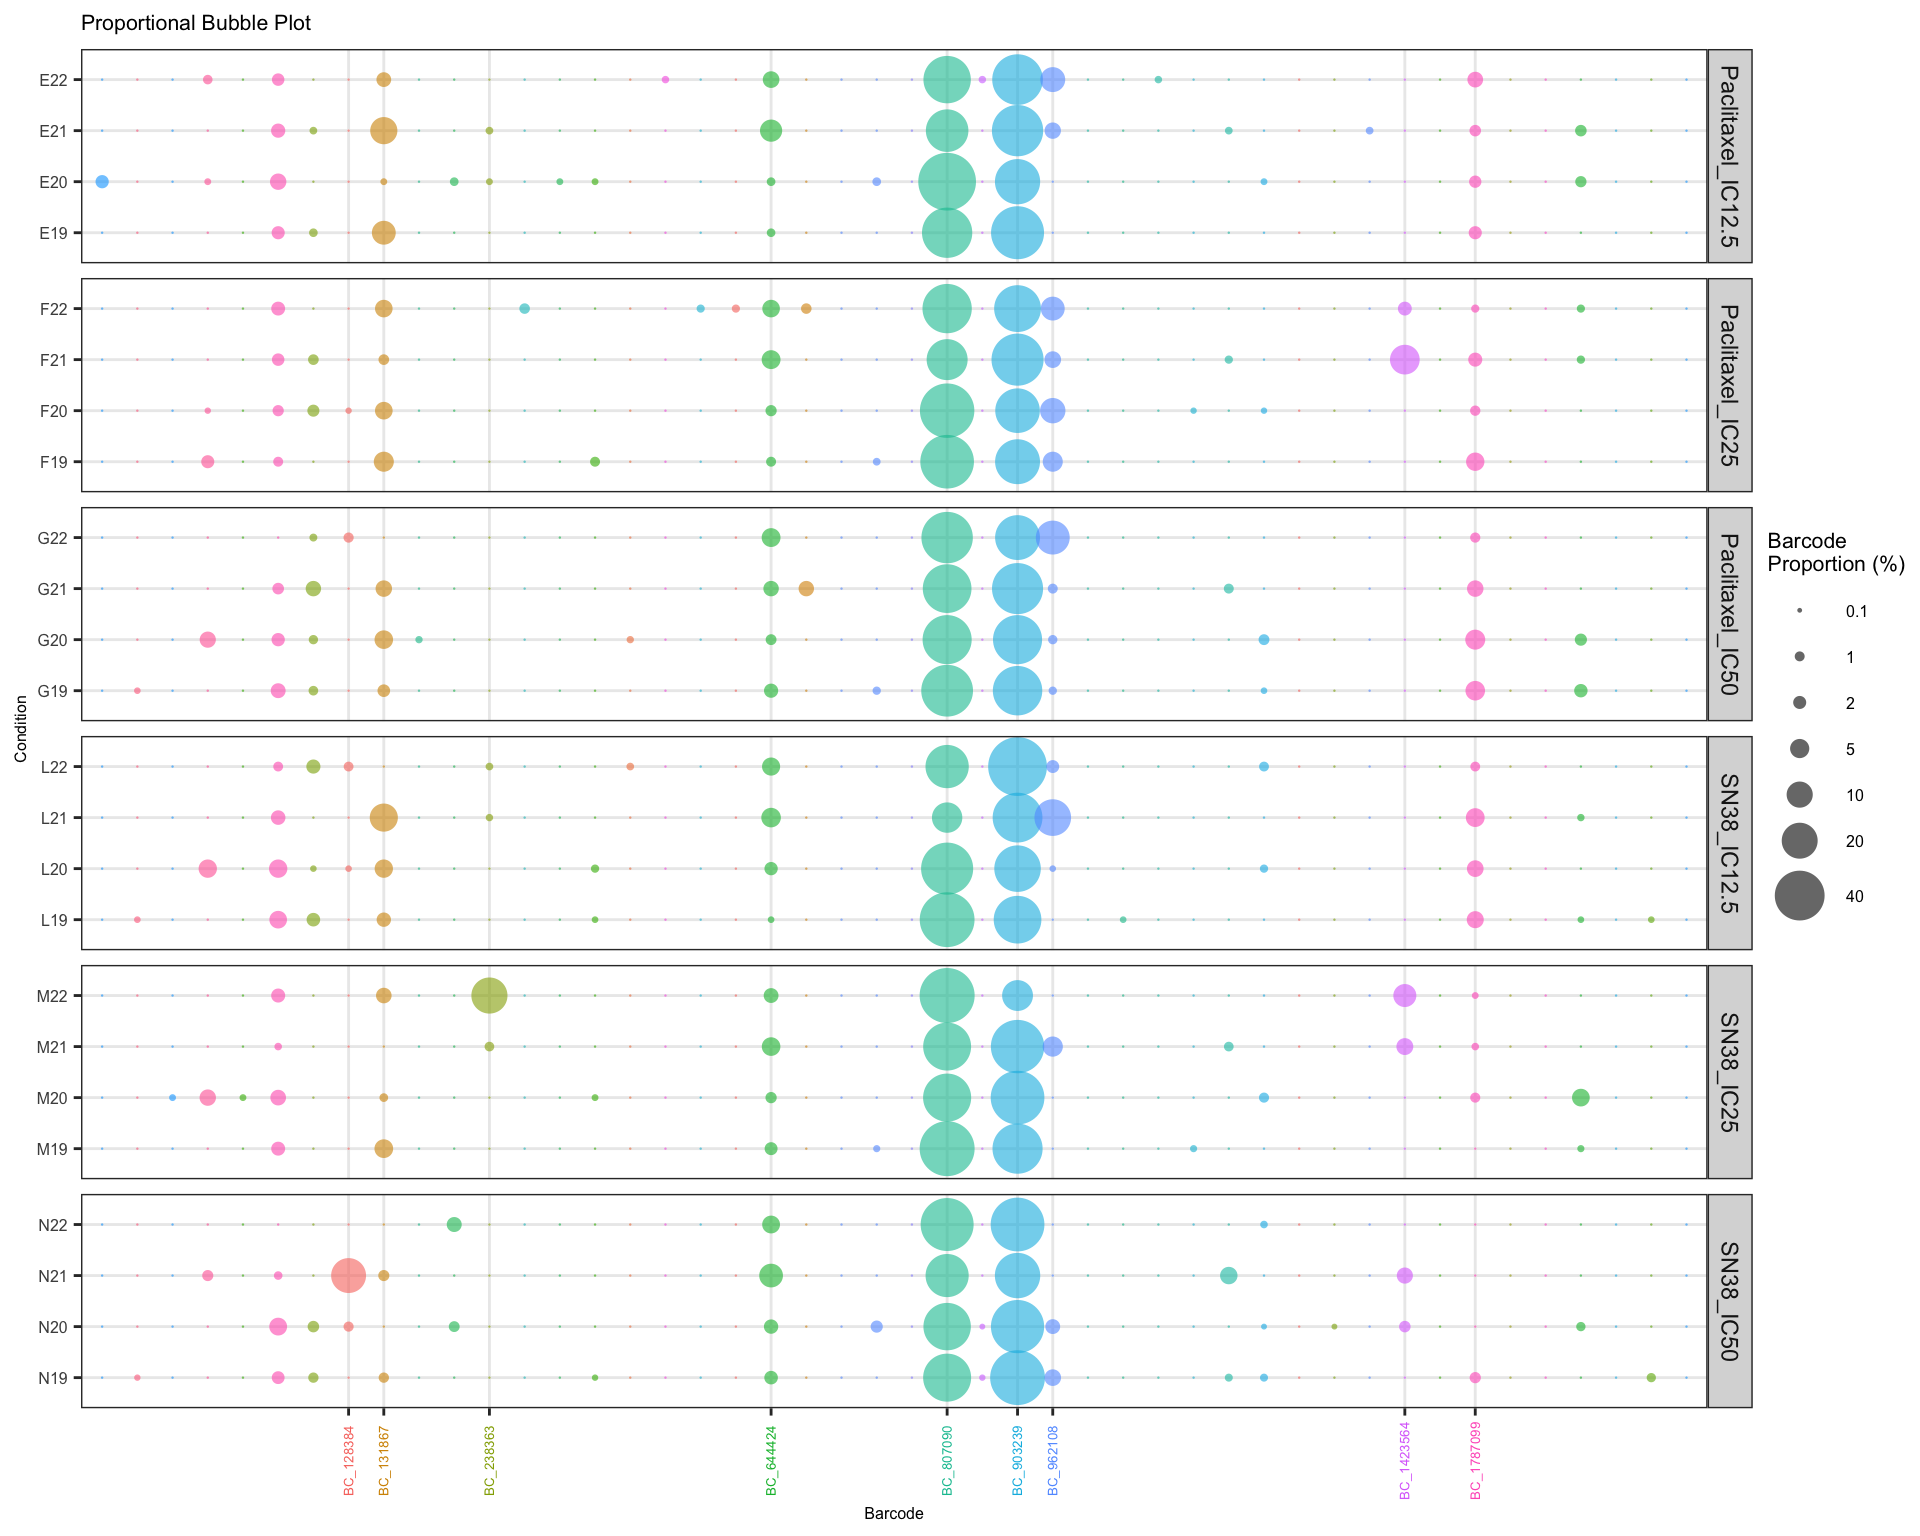 Proportional Bubble Plot
E22
E21
E20
E19
Paclitaxel_IC12.5
F22
F21
F20
F19
Paclitaxel_IC25
G22
G21
G20
G19
Paclitaxel_IC50
L22
L21
L20
L19
SN38_IC12.5
M22
M21
M20
M19
SN38_IC25
N22
N21
N20
N19
SN38_IC50
Condition
BC_128384
BC_131867
BC_238363
BC_644424
BC_807090
BC_903239
BC_962108
BC_1423564
BC_1787099
Barcode
Barcode
Proportion (%)
0.1
1
2
5
10
20
40